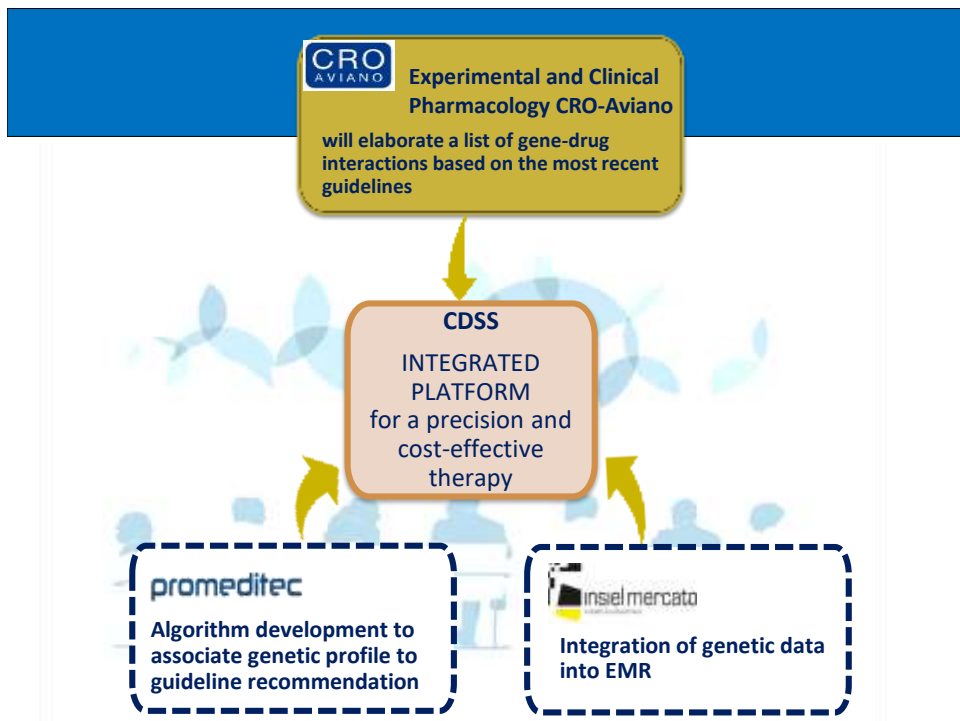 CRO
AVIANO
Experimental and Clinical
Pharmacology CRO-Aviano
will elaborate a list of gene-drug
interactions based on the most recent
guidelines
CDSS
INTEGRATED
PLATFORM
for a precision and
cost-effective
therapy
promeditec
Algorithm development to
associate genetic profile to
guideline recommendation
insielmercato
Integration of genetic data
into EMR